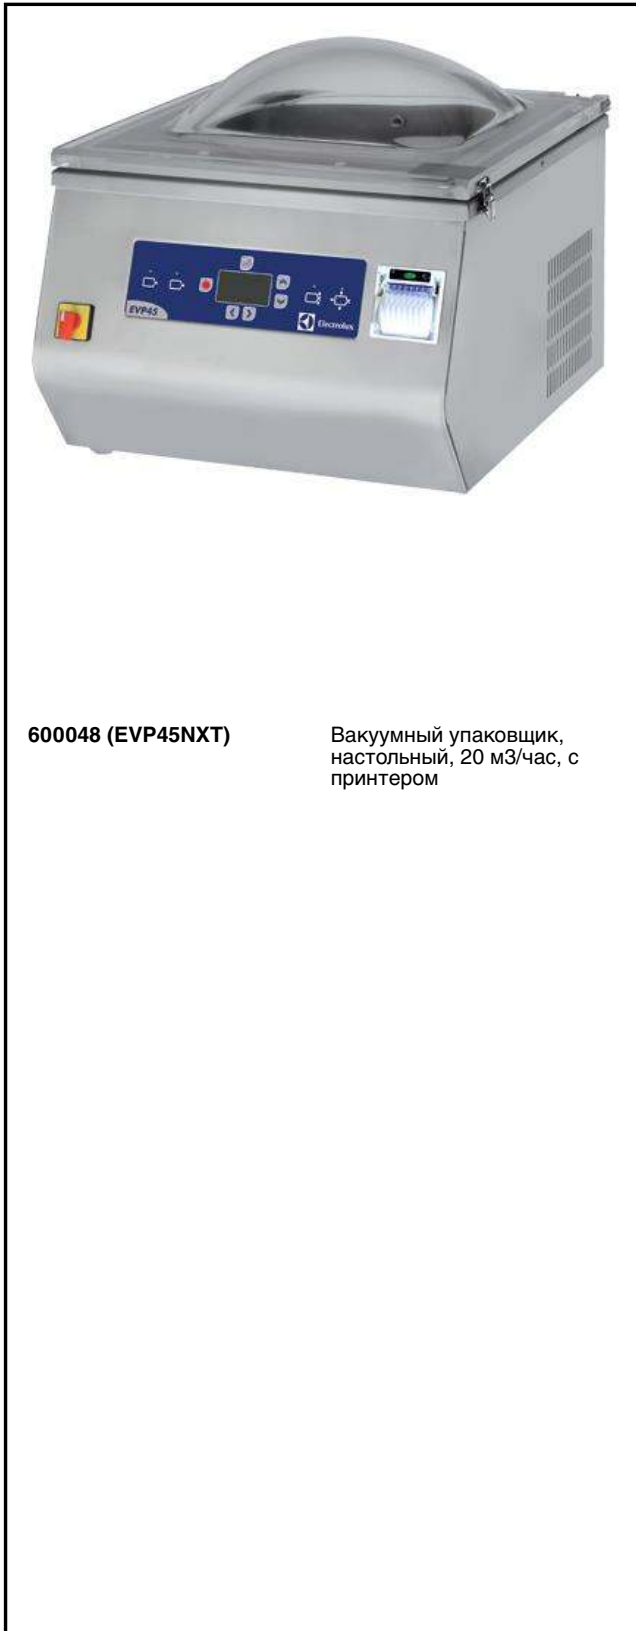 EVP45
Electrolux
600048 (EVP45NXT)
Вакуумный упаковщик,
настольный, 20 м3/час, с
принтером